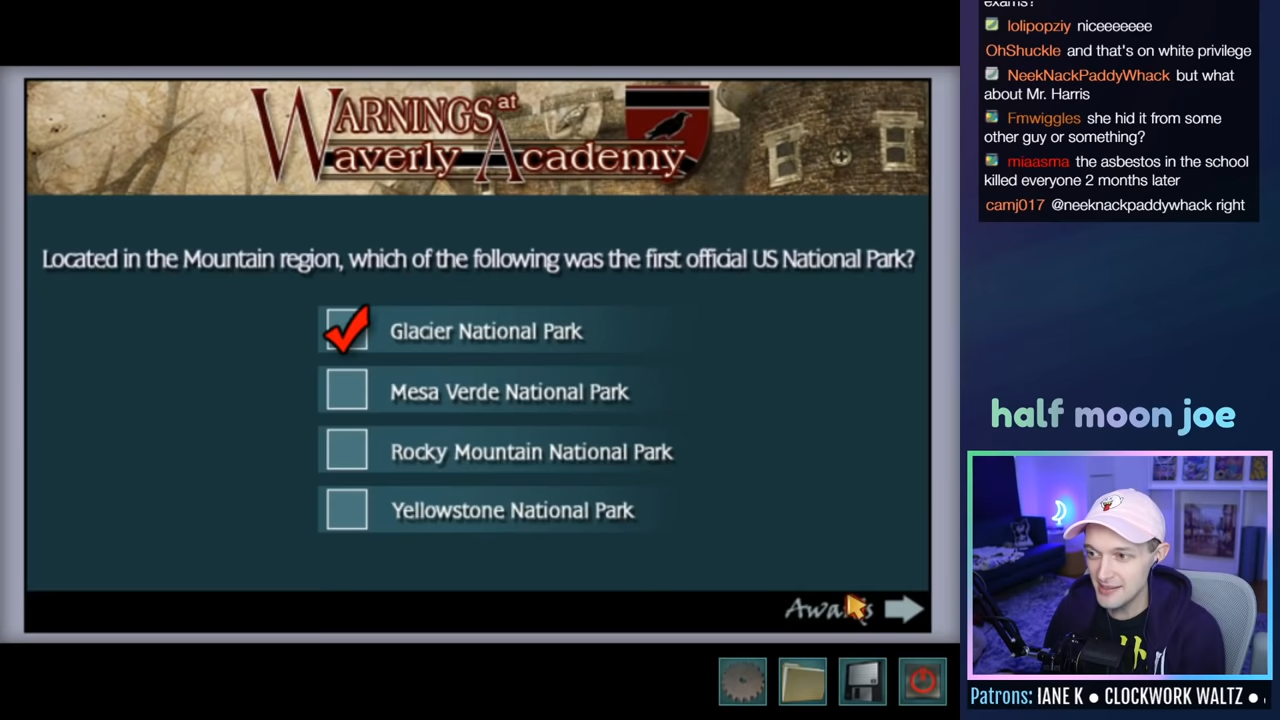 WARNINGS at
Waverly Academy
Located in the Mountain region, which of the following was the first official US National Park?
Glacier National Park
Mesa Verde National Park
Rocky Mountain National Park
Yellowstone National Park
exams?
lolipopziy niceeeeeee
OhShuckle and that's on white privilege
NeekNackPaddyWhack but what
about Mr. Harris
Fmwiggles she hid it from some
other guy or something?
miaasma the asbestos in the school
killed everyone 2 months later
camj017 @neeknackpaddywhack right
half moon joe
Patrons: IANE K ● CLOCKWORK WALTZ ●